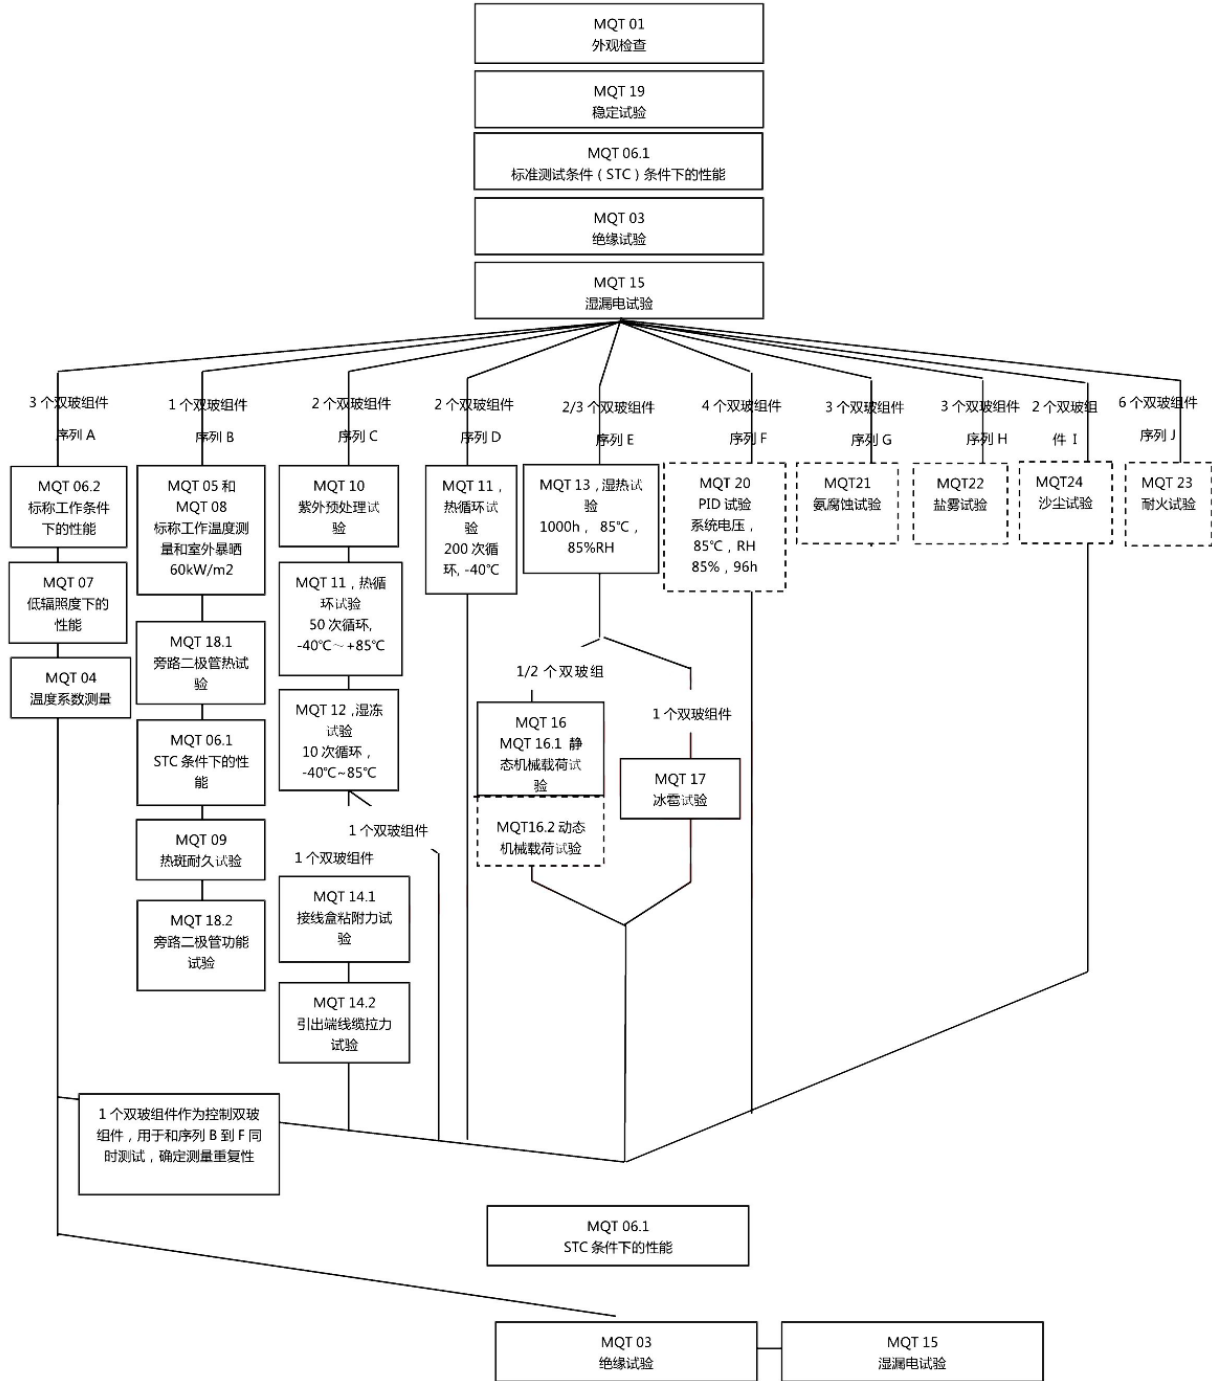 MQT 01
外观检查
MQT 19
稳定试验
MQT 06.1
标准测试条件（STC）条件下的性能
MQT 03
绝缘试验
MQT 15
湿漏电试验
3 个双玻组件
序列 A
1 个双玻组件
序列 B
2 个双玻组件
序列 C
2 个双玻组件
序列 D
2/3 个双玻组件
序列 E
4 个双玻组件
序列 F
3 个双玻组件
序列 G
3 个双玻组件
序列 H
2 个双玻组
件 I
6 个双玻组件
序列 J
MQT 06.2
标称工作条件
下的性能
MQT 07
低辐照度下的
性能
MQT 04
温度系数测量
MQT 05 和
MQT 08
标称工作温度测
量和室外暴晒
60kW/m2
MQT 18.1
旁路二极管热试
验
MQT 06.1
STC 条件下的性
能
MQT 09
热斑耐久试验
MQT 18.2
旁路二极管功能
试验
MQT 10
紫外预处理试
验
MQT 11，热循
环试验
50 次循环,
-40℃～+85℃
MQT 12 ,湿冻
试验
10 次循环，
-40℃~85℃
1 个双玻组件
1 个双玻组件
MQT 14.1
接线盒粘附力试
验
MQT 14.2
引出端线缆拉力
试验
MQT 11，
热循环试
验
200 次循
环, -40℃
MQT 13，湿热试
验
1000h， 85℃，
85%RH
1/2 个双玻组
MQT 16
MQT 16.1 静
态机械载荷试
验
MQT16.2 动态
机械载荷试验
1 个双玻组件
MQT 17
冰雹试验
MQT 20
PID 试验
系统电压，
85℃，RH
85%，96h
MQT21
氨腐蚀试验
MQT22
盐雾试验
MQT24
沙尘试验
MQT 23
耐火试验
1 个双玻组件作为控制双玻
组件，用于和序列 B 到 F 同
时测试，确定测量重复性
MQT 06.1
STC 条件下的性能
MQT 03
绝缘试验
MQT 15
湿漏电试验